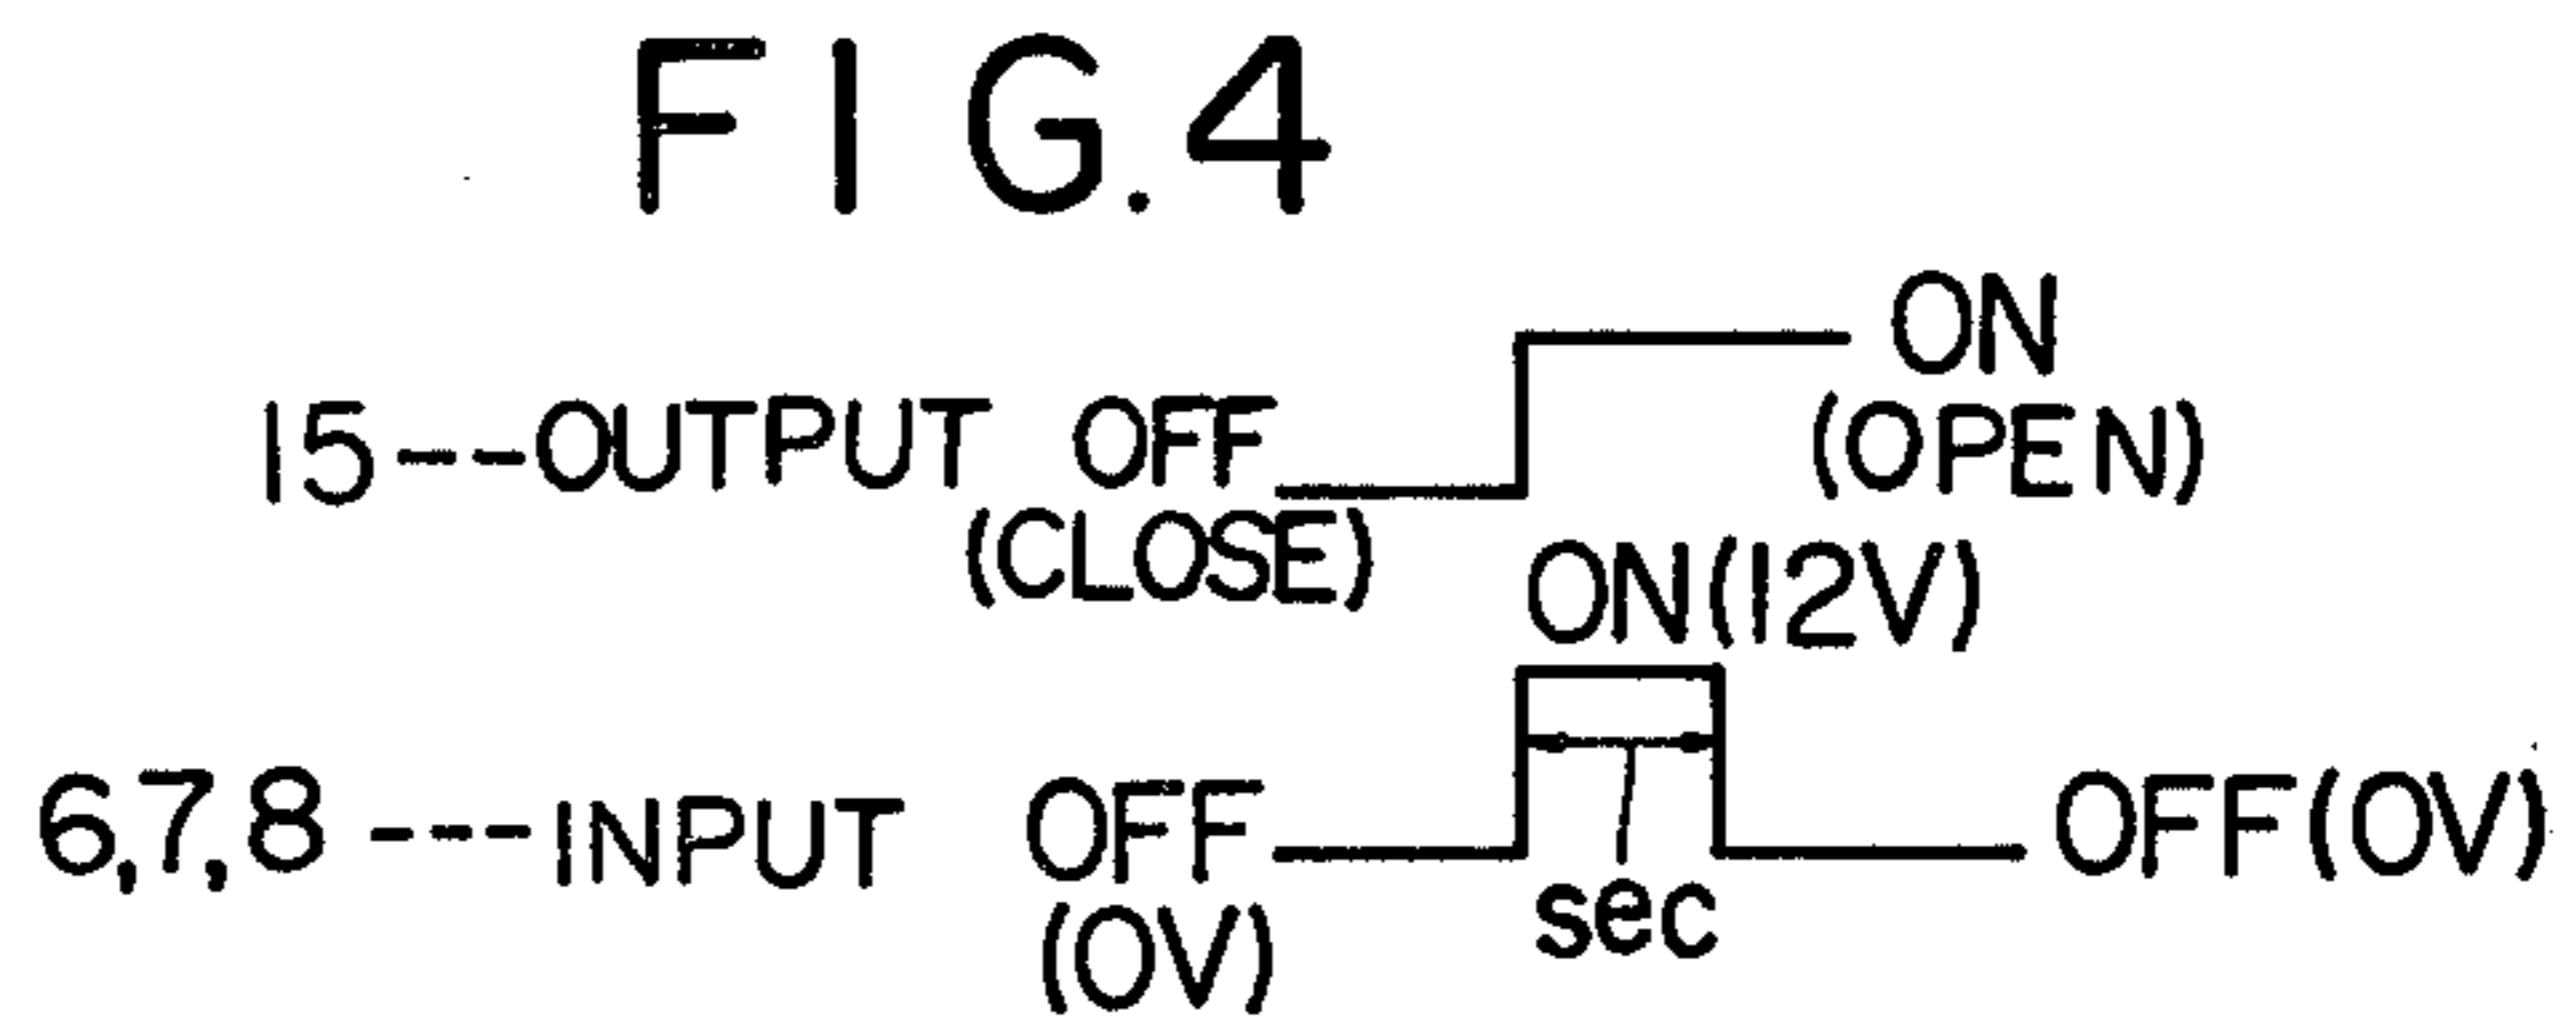 FIG.4
ON
15--OUTPUT OFF
(OPEN)
(CLOSE)
ON(12V)
6,7,8 ---INPUT OFF
OFF(0V)
(0V)
sec